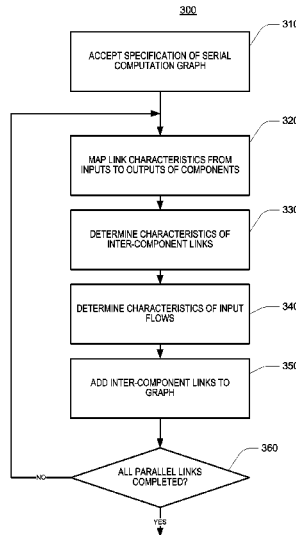 300
310
ACCEPT SPECIFICATION OF SERIAL
COMPUTATION GRAPH
320
MAP LINK CHARACTERISTICS FROM
INPUTS TO OUTPUTS OF COMPONENTS
330
DETERMINE CHARACTERISTICS OF
INTER-COMPONENT LINKS
340
DETERMINE CHARACTERISTICS OF INPUT
FLOWS
350
ADD INTER-COMPONENT LINKS TO
GRAPH
360
ALL PARALLEL LINKS
COMPLETED?
NO
YES